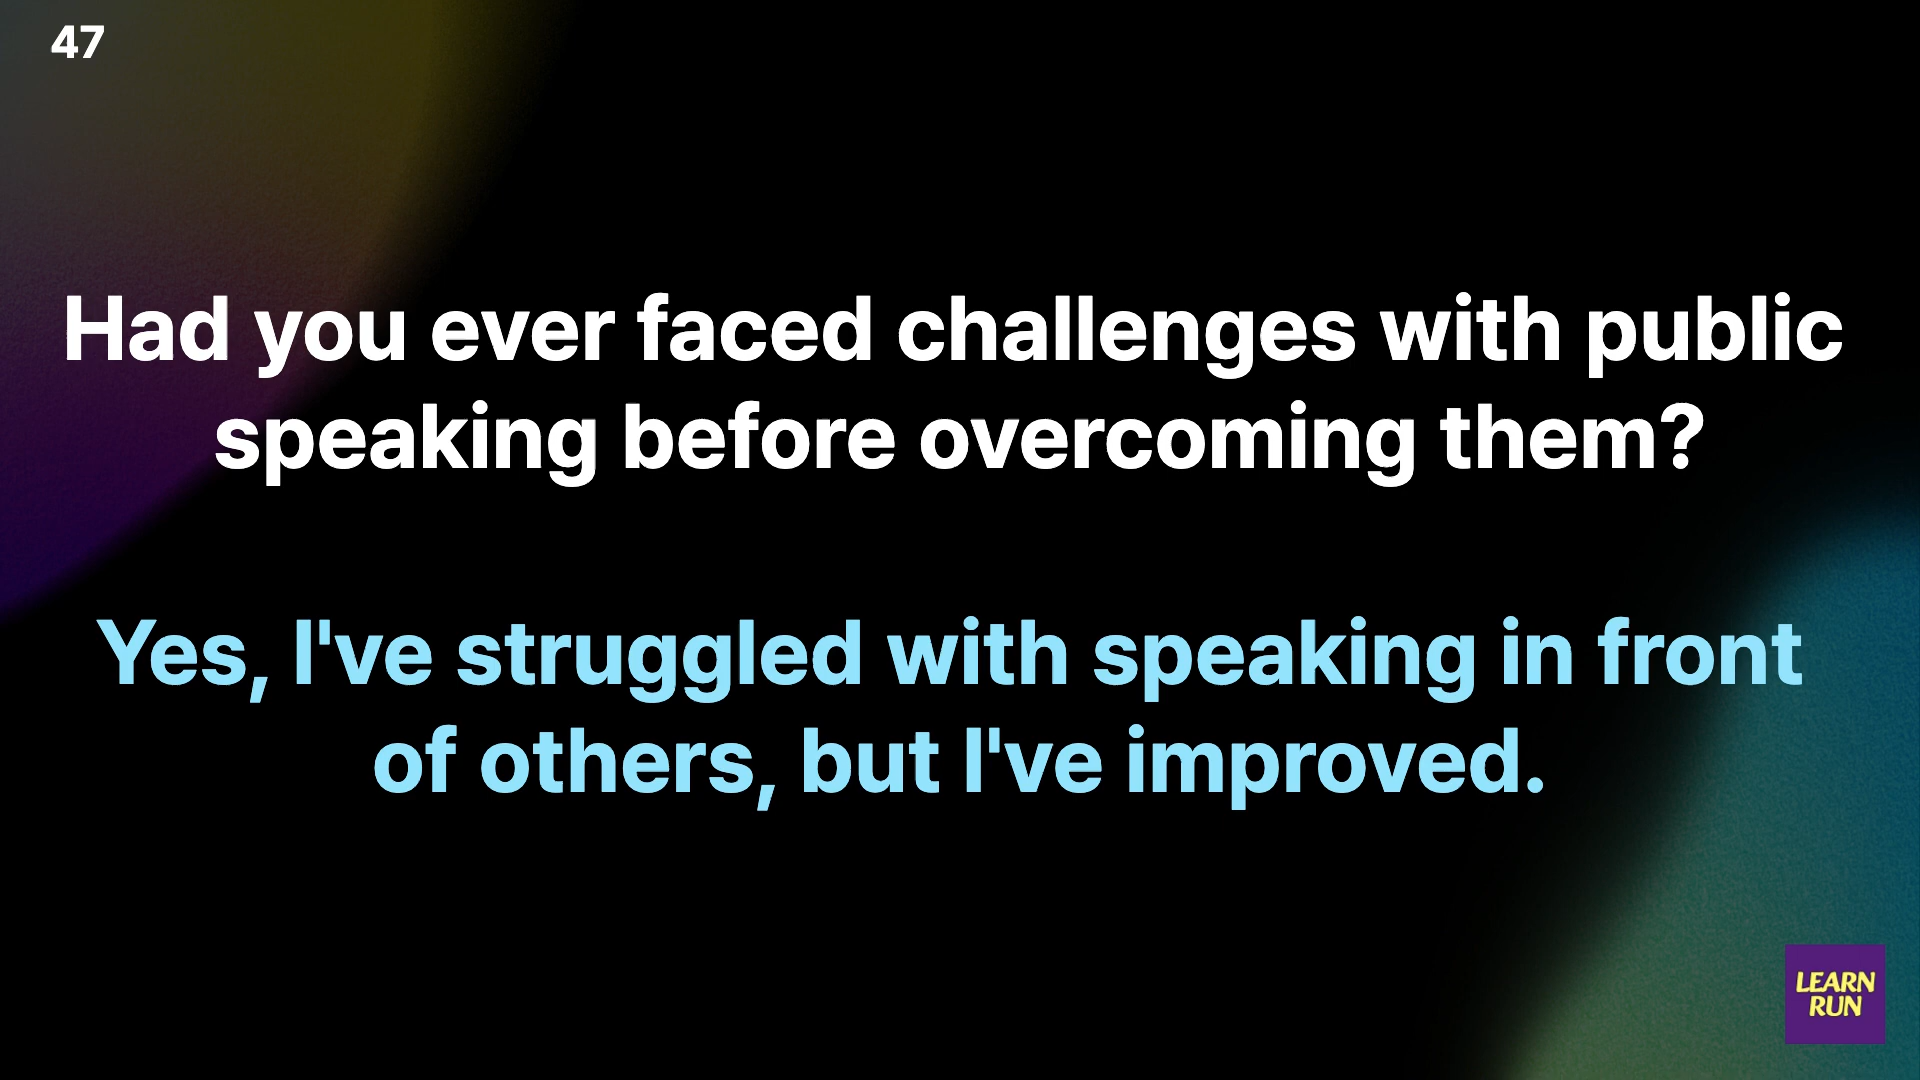 47
Had you ever faced challenges with public
speaking before overcoming them?
Yes, I've struggled with speaking in front
of others, but I've improved.
LEARN
RUN